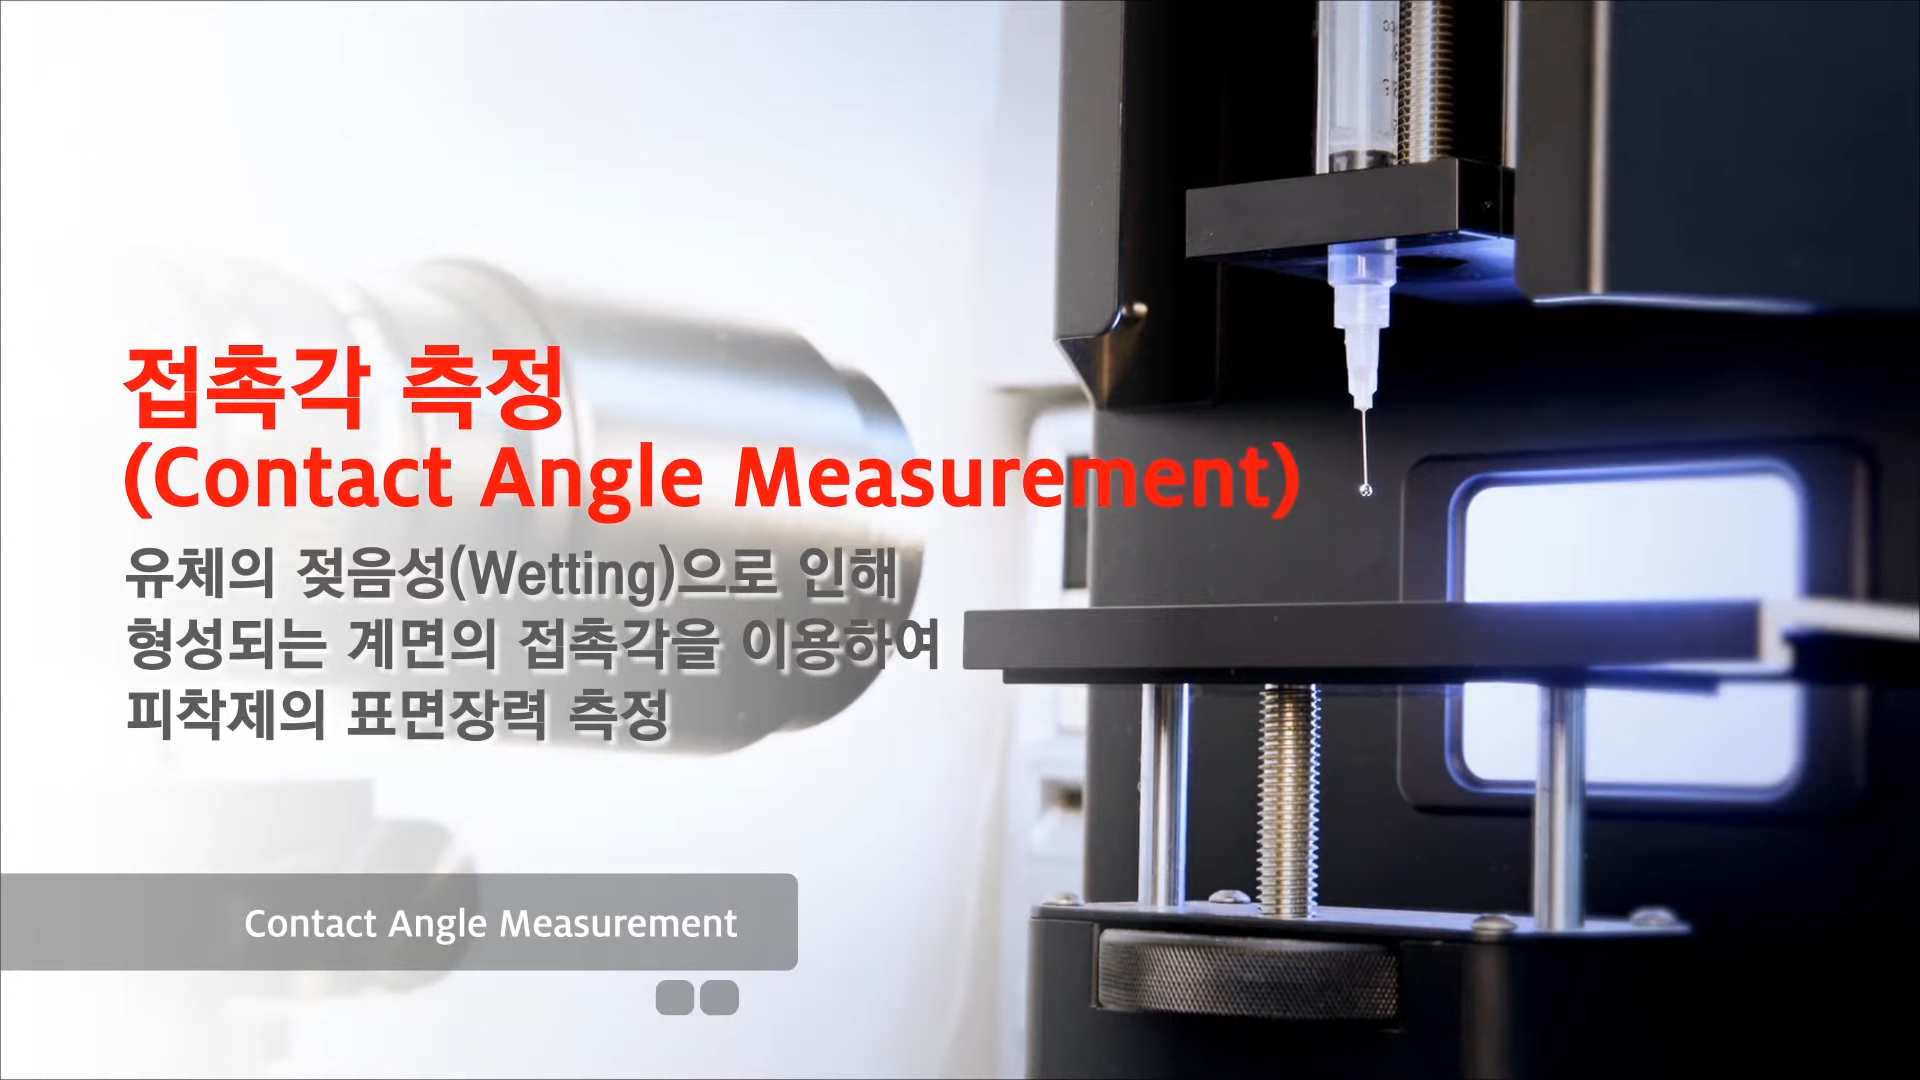 접촉각 측정
(Contact Angle Measurement)
유체의 젖음성(Wetting)으로 인해
형성되는 계면의 접촉각을 이용하여
피착제의 표면장력 측정
Contact Angle Measurement